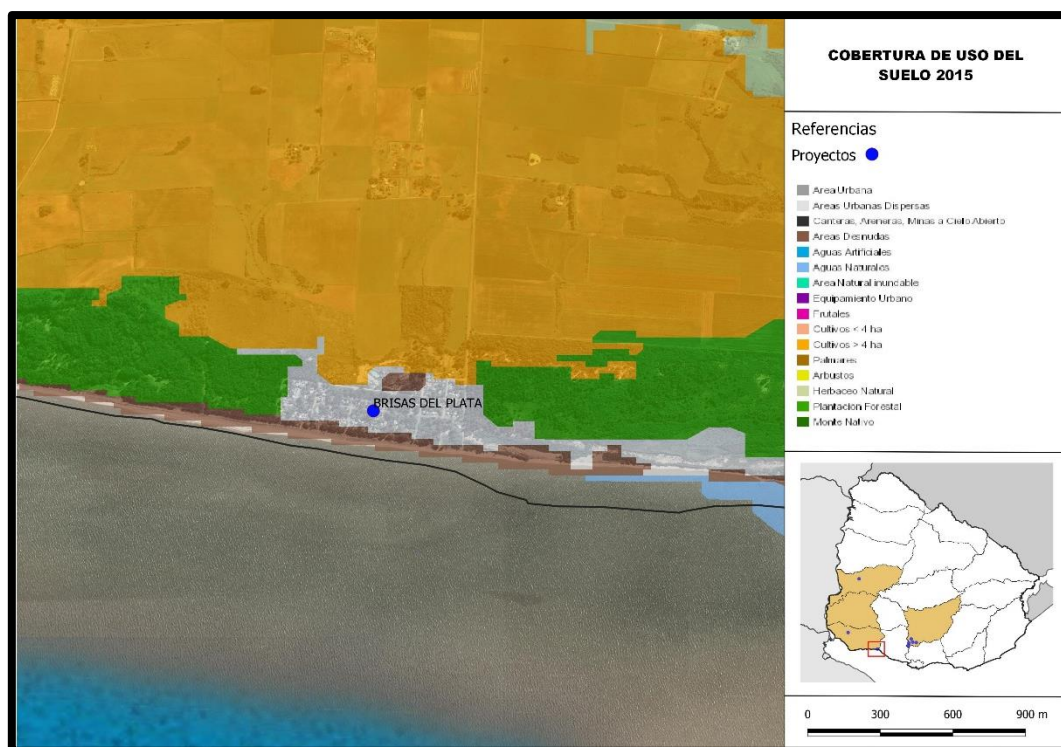 COBERTURA DE USO DEL
SUELO 2015
Referencias
Proyectos
Area Urbana
Areas Urbanas Dispersas
Canteras, Areneras, Minas a Cielo Abierto
Areas Desnudas
Aguas Artificiales
Aguas Naturales
Area Natural inundable
Equipamiento Urbano
Frutales
Cultivos < 4 ha
Cultivos > 4 ha
Palmares
Arbustos
Herbaceo Natural
Plantación Forestal
Monte Nativo
BRISAS DEL PLATA
0 300 600 900 m